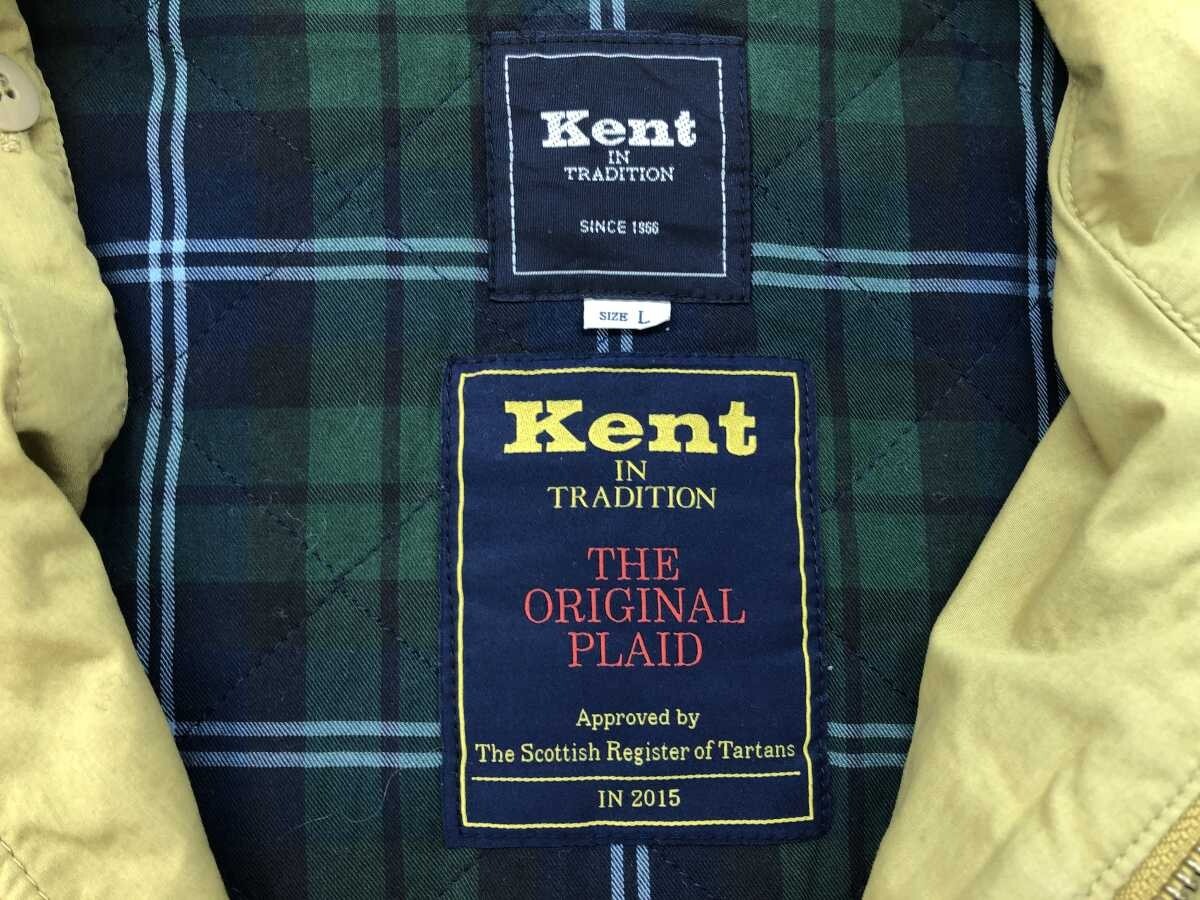 Kent
IN
TRADITION
SINCE 1966
SIZE L
Kent
IN
TRADITION
THE
ORIGINAL
PLAID
Approved by
The Scottish Register of Tartans
IN 2015